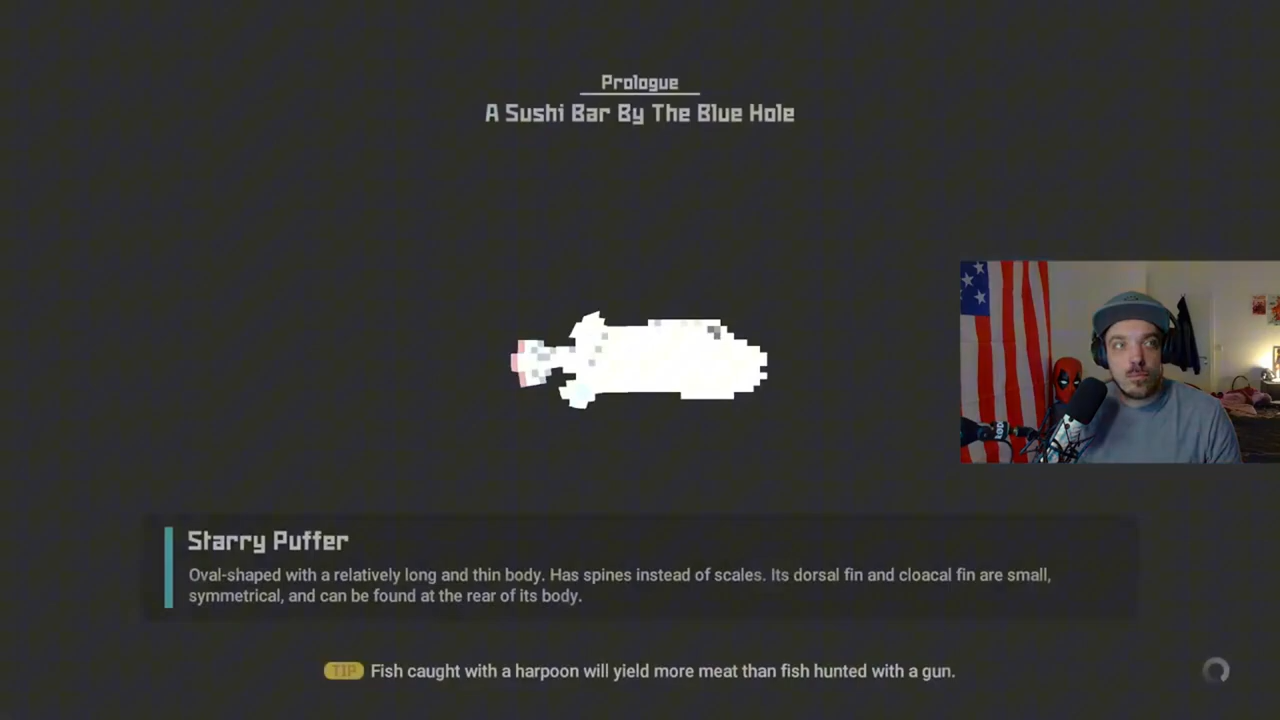 Prologue
A Sushi Bar By The Blue Hole
Starry Puffer
Oval-shaped with a relatively long and thin body. Has spines instead of scales. Its dorsal fin and cloacal fin are small,
symmetrical, and can be found at the rear of its body.
TIP Fish caught with a harpoon will yield more meat than fish hunted with a gun.